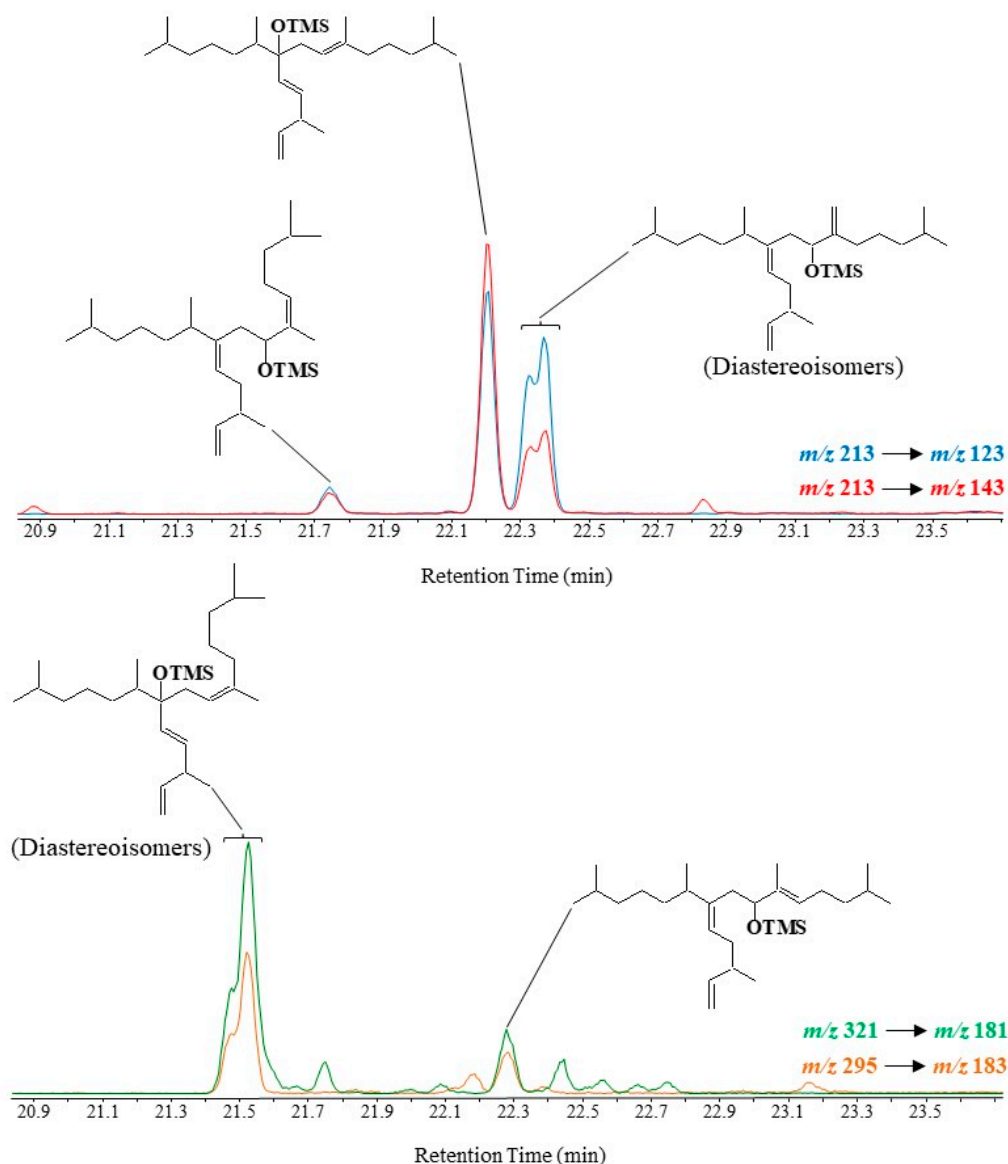 OTMS
OTMS
OTMS
(Diastereoisomers)
m/z 213 → m/z 123
m/z 213 → m/z 143
20.9 21.1 21.3 21.5 21.7 21.9 22.1 22.3 22.5 22.7 22.9 23.1 23.3 23.5
Retention Time (min)
OTMS
(Diastereoisomers)
OTMS
m/z 321 → m/z 181
m/z 295 → m/z 183
20.9 21.1 21.3 21.5 21.7 21.9 22.1 22.3 22.5 22.7 22.9 23.1 23.3 23.5
Retention Time (min)